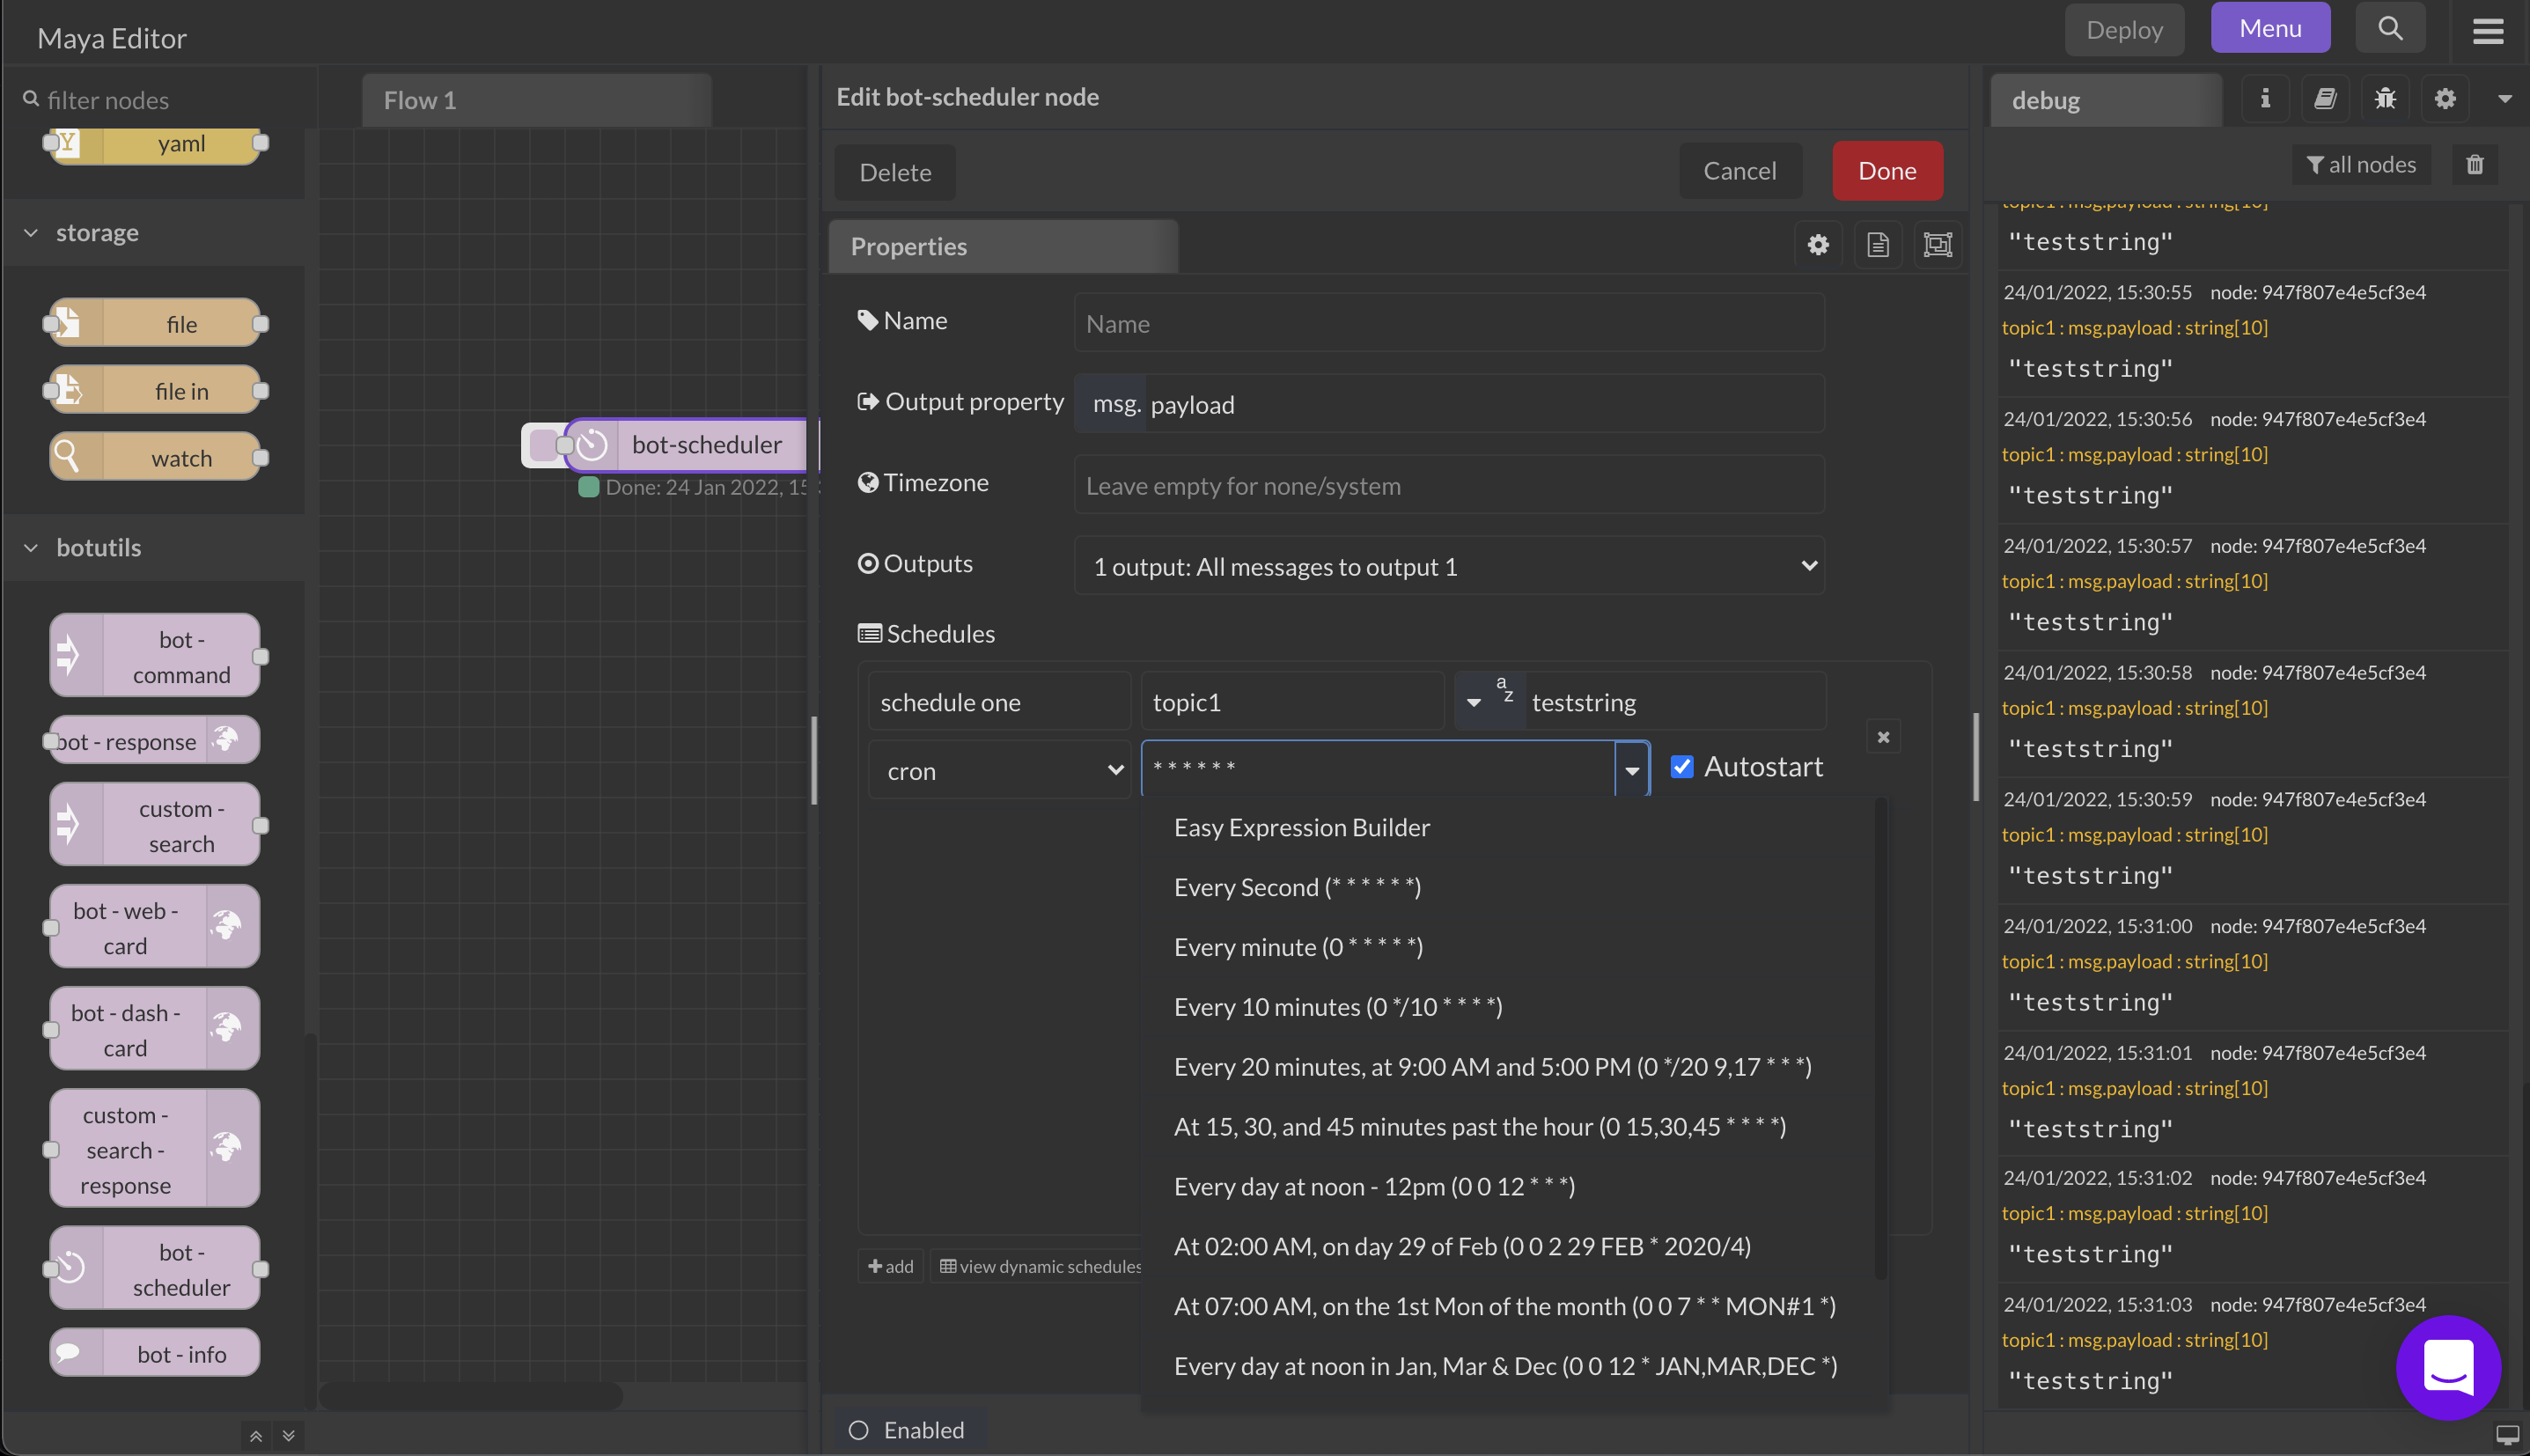 Maya Editor
Deploy
Menu
filter nodes
yaml
storage
file
file in
watch
botutils
bot -
command
bot - response
custom -
search
bot - web -
card
bot - dash -
card
custom -
search -
response
bot -
scheduler
bot - info
Flow 1
bot-scheduler
Done: 24 Jan 2022, 15
Edit bot-scheduler node
Delete
Cancel
Done
Properties
Name
Name
Output property
msg. payload
Timezone
Leave empty for none/system
Outputs
1 output: All messages to output 1
Schedules
schedule one
topic1
a
z
teststring
cron
* * * * * *
Autostart
Easy Expression Builder
Every Second (* * * * * *)
Every minute (0 * * * * *)
Every 10 minutes (0 */10 * * * *)
Every 20 minutes, at 9:00 AM and 5:00 PM (0 */20 9,17 * * *)
At 15, 30, and 45 minutes past the hour (0 15,30,45 * * * *)
Every day at noon - 12pm (0 0 12 * * *)
At 02:00 AM, on day 29 of Feb (0 0 2 29 FEB * 2020/4)
At 07:00 AM, on the 1st Mon of the month (0 0 7 * * MON#1 *)
Every day at noon in Jan, Mar & Dec (0 0 12 * JAN,MAR,DEC *)
add
view dynamic schedules
Enabled
debug
all nodes
topic1 : msg.payload : string[10]
"teststring"
24/01/2022, 15:30:55 node: 947f807e4e5cf3e4
topic1 : msg.payload : string[10]
"teststring"
24/01/2022, 15:30:56 node: 947f807e4e5cf3e4
topic1 : msg.payload : string[10]
"teststring"
24/01/2022, 15:30:57 node: 947f807e4e5cf3e4
topic1 : msg.payload : string[10]
"teststring"
24/01/2022, 15:30:58 node: 947f807e4e5cf3e4
topic1 : msg.payload : string[10]
"teststring"
24/01/2022, 15:30:59 node: 947f807e4e5cf3e4
topic1 : msg.payload : string[10]
"teststring"
24/01/2022, 15:31:00 node: 947f807e4e5cf3e4
topic1 : msg.payload : string[10]
"teststring"
24/01/2022, 15:31:01 node: 947f807e4e5cf3e4
topic1 : msg.payload : string[10]
"teststring"
24/01/2022, 15:31:02 node: 947f807e4e5cf3e4
topic1 : msg.payload : string[10]
"teststring"
24/01/2022, 15:31:03 node: 947f807e4e5cf3e4
topic1 : msg.payload : string[10]
"teststring"